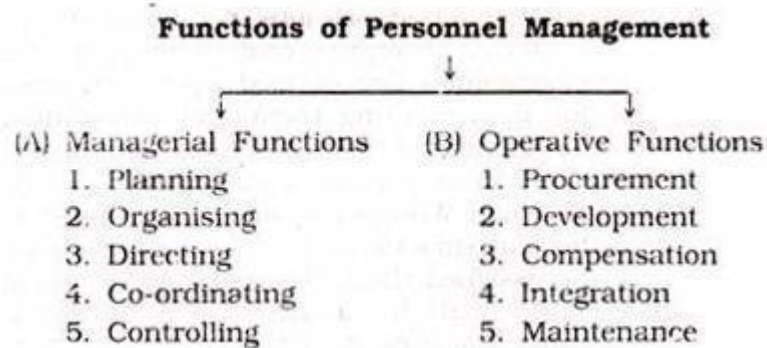 Functions of Personnel Management
(A) Managerial Functions
1. Planning
2. Organising
3. Directing
4. Co-ordinating
5. Controlling
(B) Operative Functions
1. Procurement
2. Development
3. Compensation
4. Integration
5. Maintenance